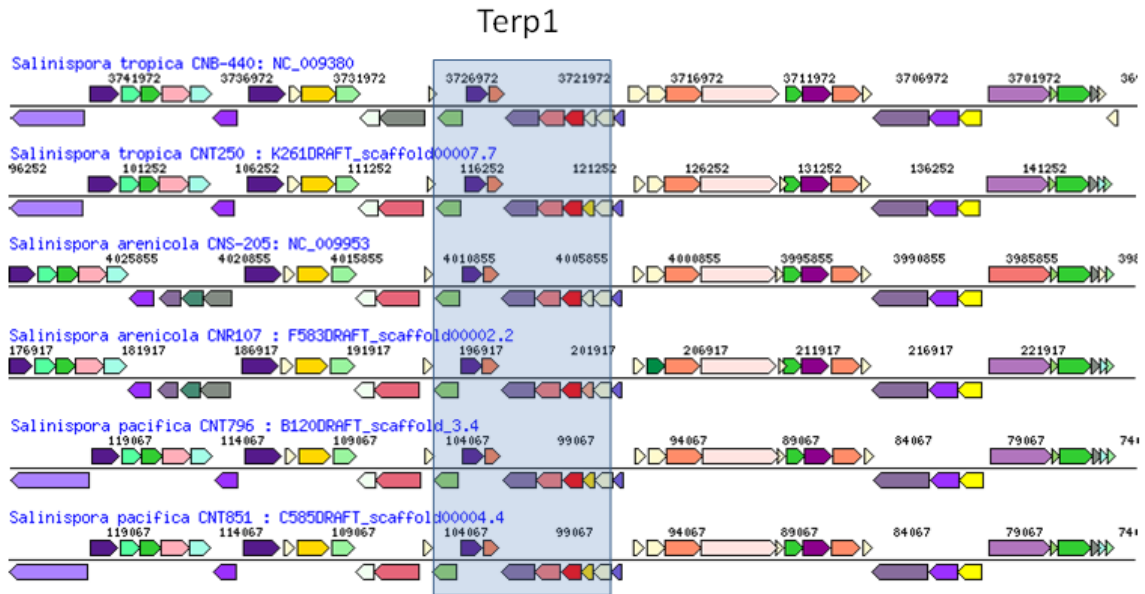 Terp1
Salinispora tropica CNB-440: NC_009380
3741972 3736972 3731972 3726972 3721972 3716972 3711972 3706972 3701972 369
Salinispora tropica CNT250 : K261DRAFT_scaffold00007.7
96252 101252 106252 111252 116252 121252 126252 131252 136252 141252
Salinispora arenicola CNS-205: NC_009953
4025855 4020855 4015855 4010855 4005855 4000855 3995855 3990855 3985855 398
Salinispora arenicola CNR107 : F583DRAFT_scaffold00002.2
176917 181917 186917 191917 196917 201917 206917 211917 216917 221917
Salinispora pacifica CNT796 : B120DRAFT_scaffold_3.4
119067 114067 109067 104067 99067 94067 89067 84067 79067 740
Salinispora pacifica CNT851 : C585DRAFT_scaffold00004.4
119067 114067 109067 104067 99067 94067 89067 84067 79067 740